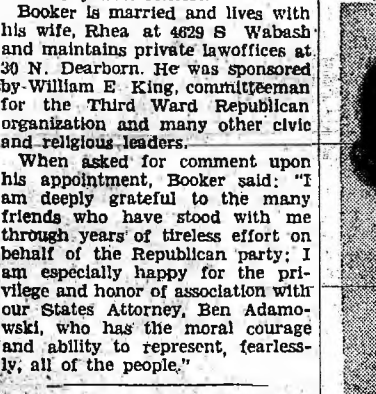 Booker is married and lives with
his wife, Rhea at 4629 S Wabash
and maintains private lawoffices at
30 N. Dearborn. He was sponsored
by William E King, committeeman
for the Third Ward Republican
organization and many other civic
and religious leaders.
When asked for comment upon
his appointment, Booker said: "I
am deeply grateful to the many
friends who have stood with me
through years of tireless effort on
behalf of the Republican party; I
am especially happy for the pri-
vilege and honor of association with
our States Attorney, Ben Adamo-
wski, who has the moral courage
and ability to represent, fearless-
ly, all of the people."